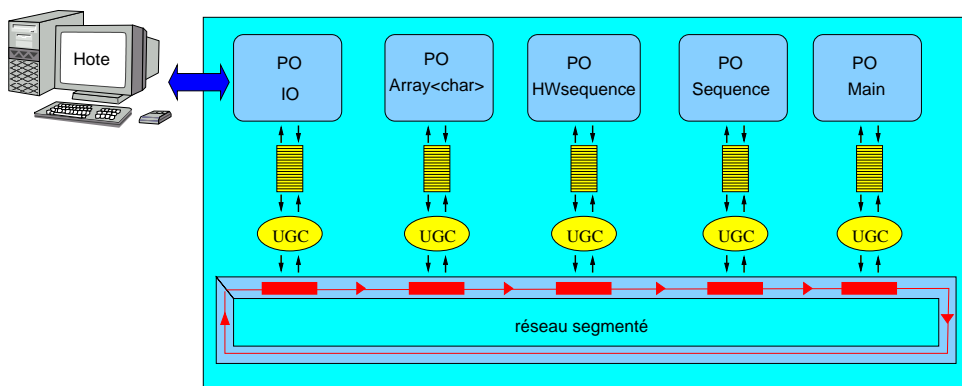 Hote
PO
IO
PO
Array<char>
PO
HWsequence
PO
Sequence
PO
Main
UGC
UGC
UGC
UGC
UGC
réseau segmenté